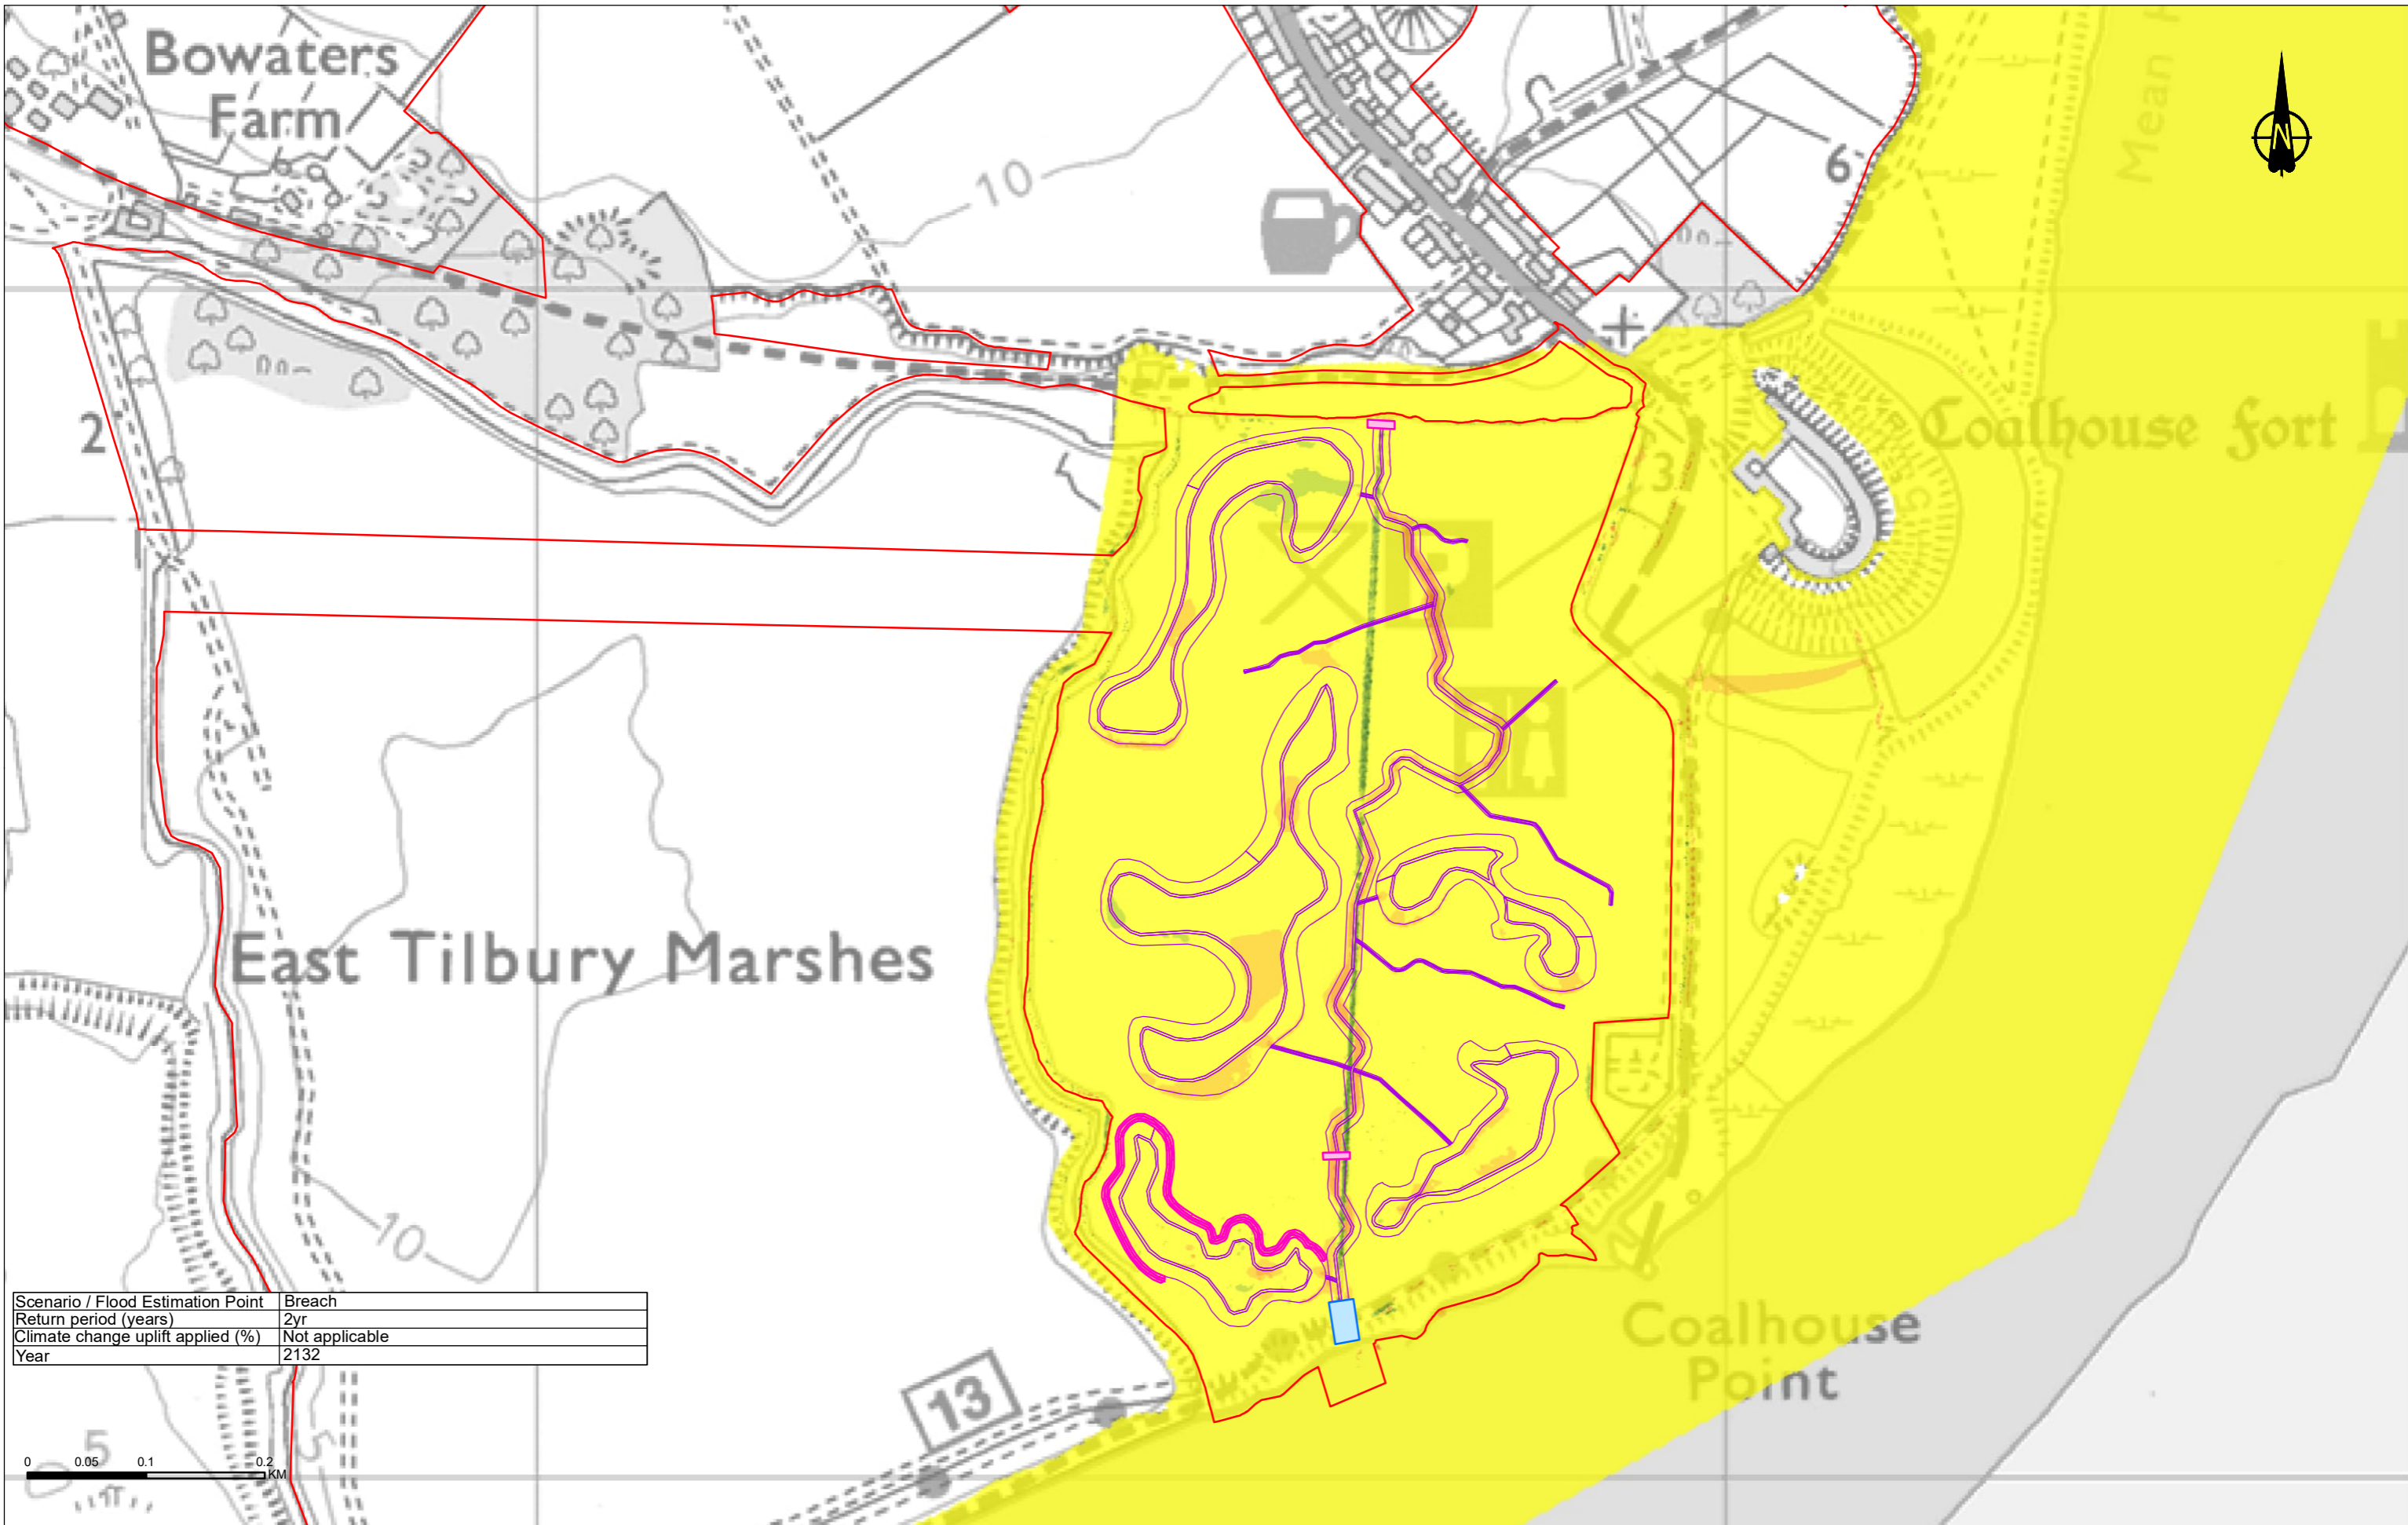 Bowaters
Farm
10
6
Mean H
N
2
3
Coalhouse Fort
East Tilbury Marshes
10
Scenario / Flood Estimation Point Breach
Return period (years) 2yr
Climate change uplift applied (%) Not applicable
Year 2132
Coalhouse
Point
13
5
0 0.05 0.1 0.2
KM